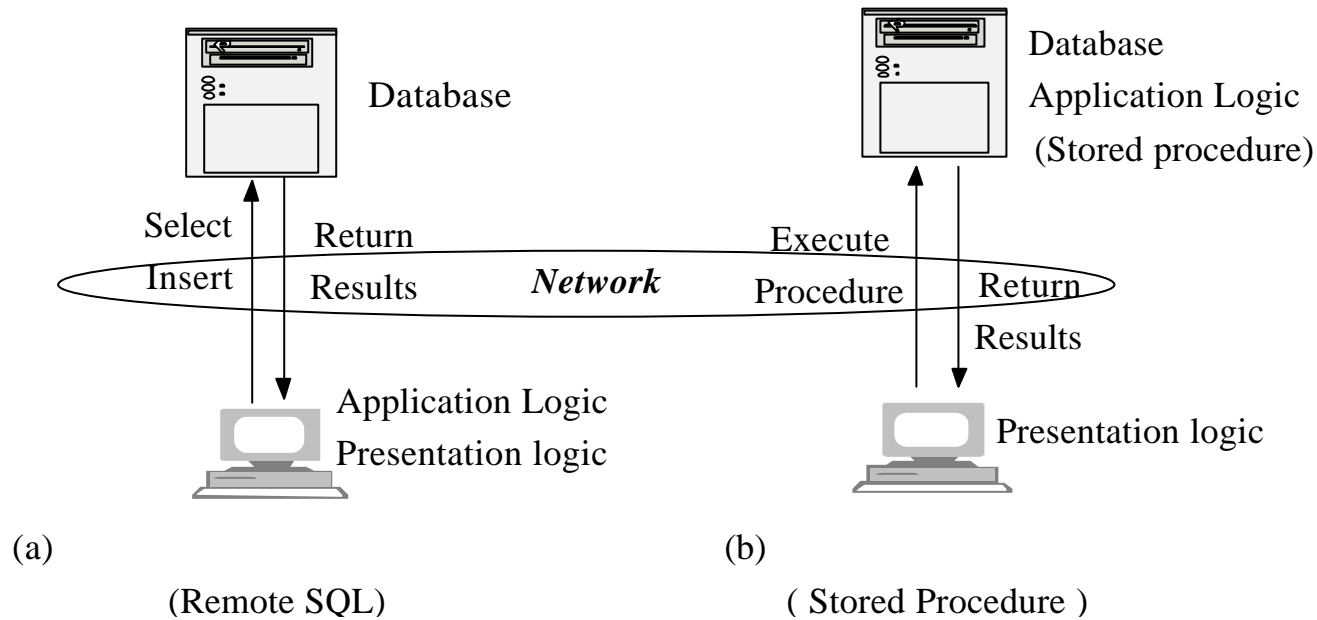 Database
Select
Insert
Return
Results
Application Logic
Presentation logic
Network
Database
Application Logic
(Stored procedure)
Execute
Procedure
Return
Results
Presentation logic
(a)
(Remote SQL)
(b)
( Stored Procedure )